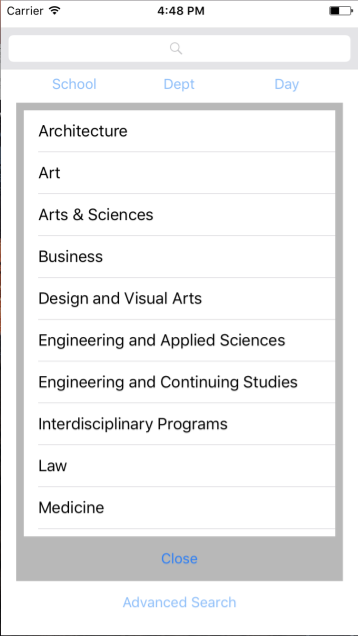 Carrier 4:48 PM
School Dept Day
Architecture
Art
Arts & Sciences
Business
Design and Visual Arts
Engineering and Applied Sciences
Engineering and Continuing Studies
Interdisciplinary Programs
Law
Medicine
Close
Advanced Search